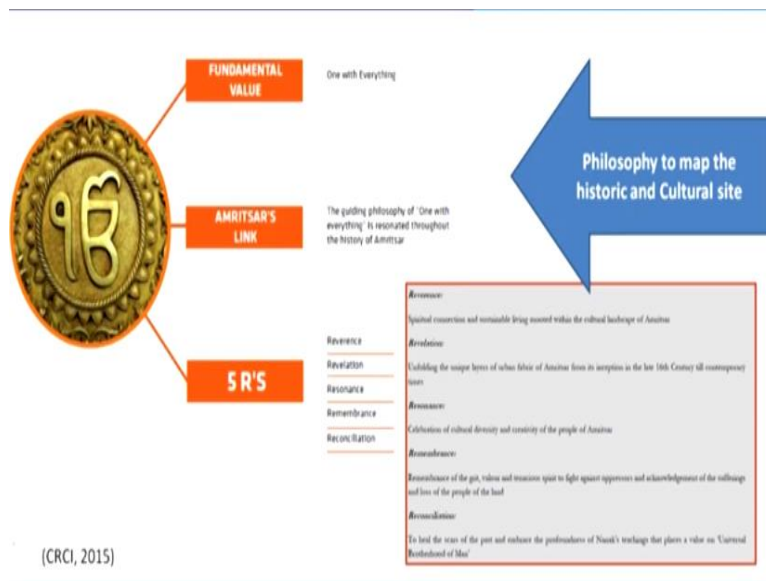 ੴ
FUNDAMENTAL
VALUE
One with Everything
Philosophy to map the
historic and Cultural site
AMRITSAR'S
LINK
The guiding philosophy of "One with
everything" is resonated throughout
the history of Amritsar
5 R'S
Reverence
Revelation
Resonance
Remembrance
Reconciliation
Reverence:
Spiritual connection and sustainable living moored within the cultural landscape of Amritsar
Revelation:
Unfolding the unique layers of urban fabric of Amritsar from its inception in the late 16th Century till contemporary
times
Resonance:
Celebration of cultural diversity and creativity of the people of Amritsar
Remembrance:
Remembrance of the grit, valour and tenacious spirit to fight against oppressors and acknowledgement of the sufferings
and loss of the people of the land
Reconciliation:
To heal the scars of the past and embrace the profoundness of Nanak's teachings that places a value on 'Universal
Brotherhood of Man'
(CRCI, 2015)